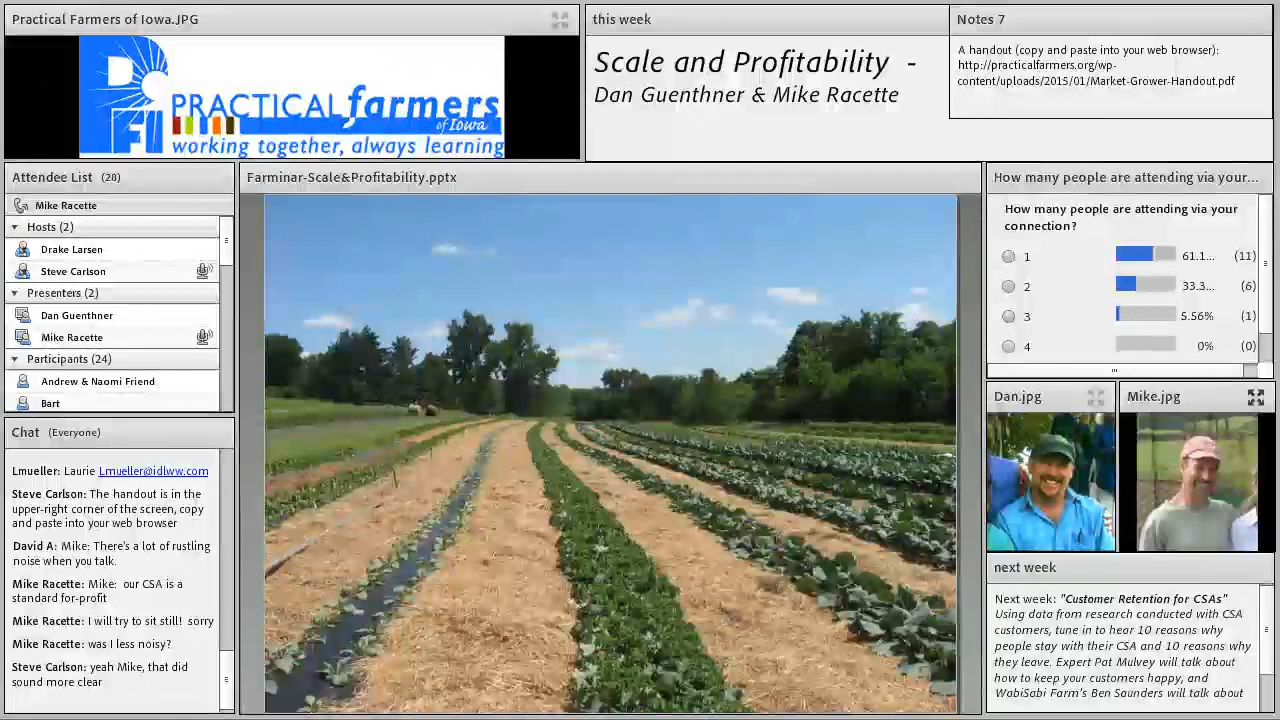 Practical Farmers of Iowa.JPG
PRACTICAL farmers
of Iowa
PFI
working together, always learning
this week
Scale and Profitability -
Dan Guenthner & Mike Racette
Notes 7
A handout (copy and paste into your web browser):
http://practicalfarmers.org/wp-
content/uploads/2015/01/Market-Grower-Handout.pdf
Attendee List (28)
Mike Racette
Hosts (2)
Drake Larsen
Steve Carlson
Presenters (2)
Dan Guenthner
Mike Racette
Participants (24)
Andrew & Naomi Friend
Bart
Chat (Everyone)
Lmueller: Laurie Lmueller@idlww.com
Steve Carlson: The handout is in the
upper-right corner of the screen, copy
and paste into your web browser
David A: Mike: There's a lot of rustling
noise when you talk.
Mike Racette: Mike: our CSA is a
standard for-profit
Mike Racette: I will try to sit still! sorry
Mike Racette: was I less noisy?
Steve Carlson: yeah Mike, that did
sound more clear
Farminar-Scale&Profitability.pptx
How many people are attending via your...
How many people are attending via your
connection?
1 61.1... (11)
2 33.3... (6)
3 5.56% (1)
4 0% (0)
Dan.jpg
Mike.jpg
next week
Next week: "Customer Retention for CSAs"
Using data from research conducted with CSA
customers, tune in to hear 10 reasons why
people stay with their CSA and 10 reasons why
they leave. Expert Pat Mulvey will talk about
how to keep your customers happy, and
WabiSabi Farm's Ben Saunders will talk about